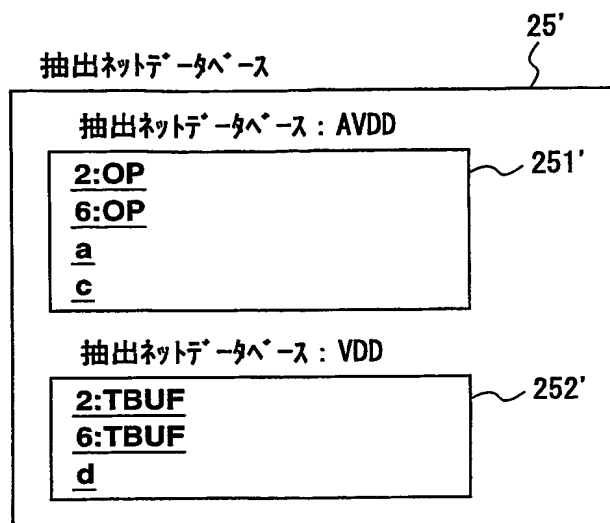 25'
抽出ネットデータベース
抽出ネットデータベース : AVDD
251'
2:OP
6:OP
a
c
抽出ネットデータベース : VDD
252'
2:TBUF
6:TBUF
d